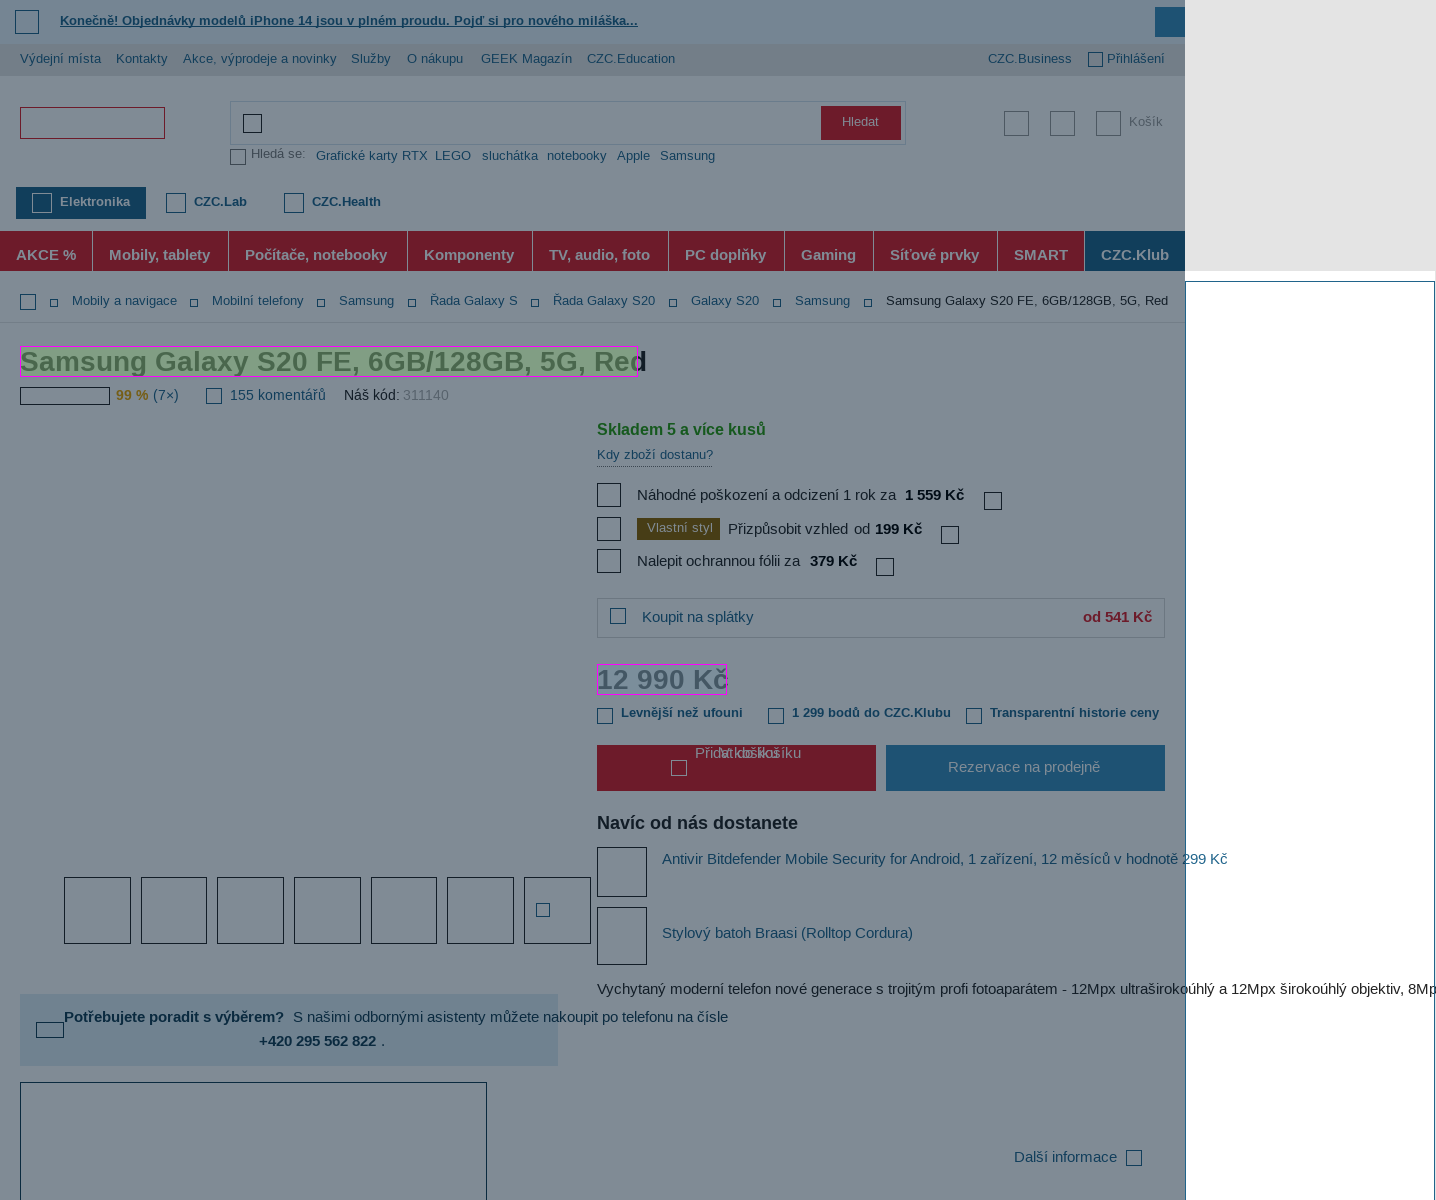 Konečně! Objednávky modelů iPhone 14 jsou v plném proudu. Pojď si pro nového miláška...
Výdejní místa Kontakty Akce, výprodeje a novinky Služby O nákupu GEEK Magazín CZC.Education CZC.Business Přihlášení
Hledat Košík
Hledá se: Grafické karty RTX LEGO sluchátka notebooky Apple Samsung
Elektronika CZC.Lab CZC.Health
AKCE % Mobily, tablety Počítače, notebooky Komponenty TV, audio, foto PC doplňky Gaming Síťové prvky SMART CZC.Klub
Mobily a navigace Mobilní telefony Samsung Řada Galaxy S Řada Galaxy S20 Galaxy S20 Samsung Samsung Galaxy S20 FE, 6GB/128GB, 5G, Red
Samsung Galaxy S20 FE, 6GB/128GB, 5G, Red
99 % (7×) 155 komentářů Náš kód: 311140
Skladem 5 a více kusů
Kdy zboží dostanu?
Náhodné poškození a odcizení 1 rok za 1 559 Kč
Vlastní styl Přizpůsobit vzhled od 199 Kč
Nalepit ochrannou fólii za 379 Kč
Koupit na splátky od 541 Kč
12 990 Kč
Levnější než ufouni 1 299 bodů do CZC.Klubu Transparentní historie ceny
Přidat do košíku V košíku
Rezervace na prodejně
Navíc od nás dostanete
Antivir Bitdefender Mobile Security for Android, 1 zařízení, 12 měsíců v hodnotě 299 Kč
Stylový batoh Braasi (Rolltop Cordura)
Vychytaný moderní telefon nové generace s trojitým profi fotoaparátem - 12Mpx ultraširokoúhlý a 12Mpx širokoúhlý objektiv, 8Mp
Potřebujete poradit s výběrem? S našimi odbornými asistenty můžete nakoupit po telefonu na čísle
+420 295 562 822 .
Další informace